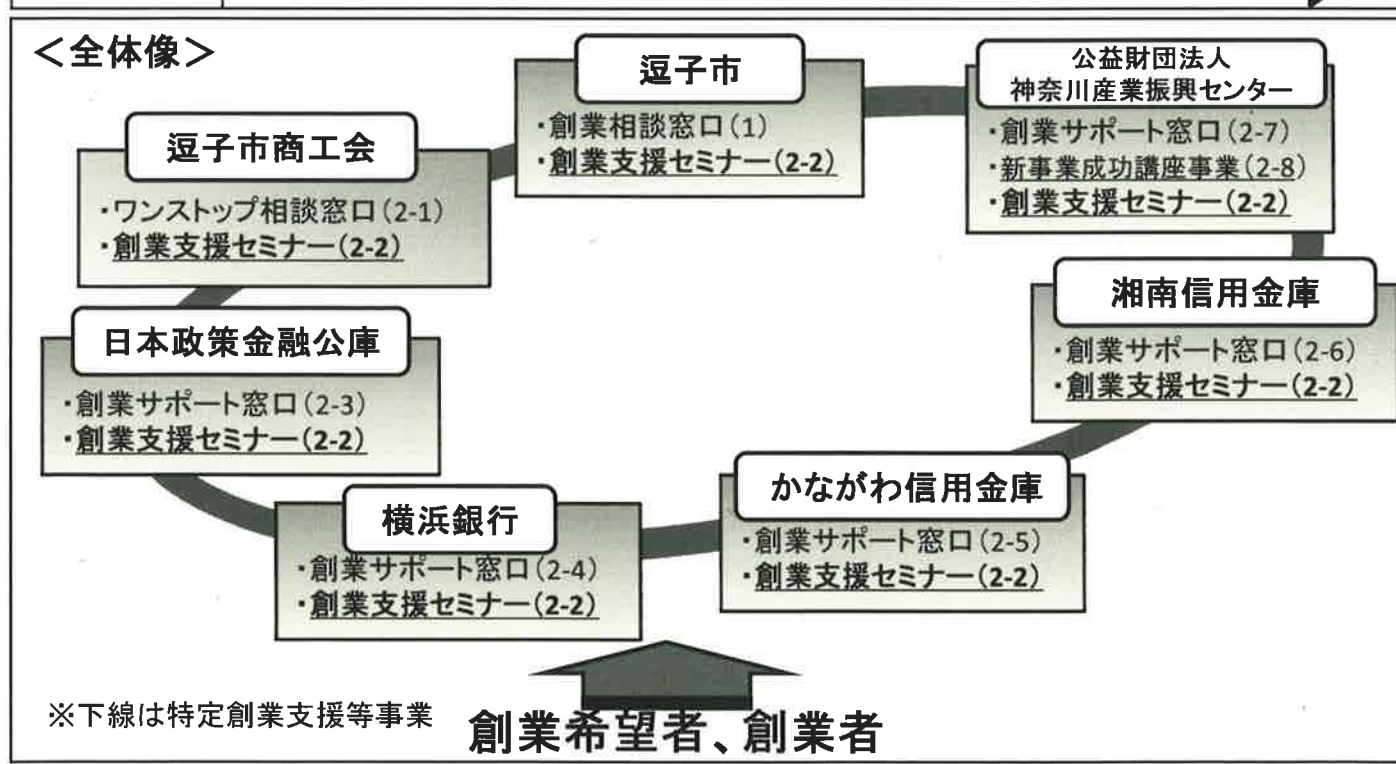 <全体像>
逗子市
・創業相談窓口(1)
・創業支援セミナー(2-2)
公益財団法人
神奈川産業振興センター
・創業サポート窓口(2-7)
・新事業成功講座事業(2-8)
・創業支援セミナー(2-2)
逗子市商工会
・ワンストップ相談窓口(2-1)
・創業支援セミナー(2-2)
湘南信用金庫
・創業サポート窓口(2-6)
・創業支援セミナー(2-2)
日本政策金融公庫
・創業サポート窓口(2-3)
・創業支援セミナー(2-2)
かながわ信用金庫
・創業サポート窓口(2-5)
・創業支援セミナー(2-2)
横浜銀行
・創業サポート窓口(2-4)
・創業支援セミナー(2-2)
※下線は特定創業支援等事業
創業希望者、創業者